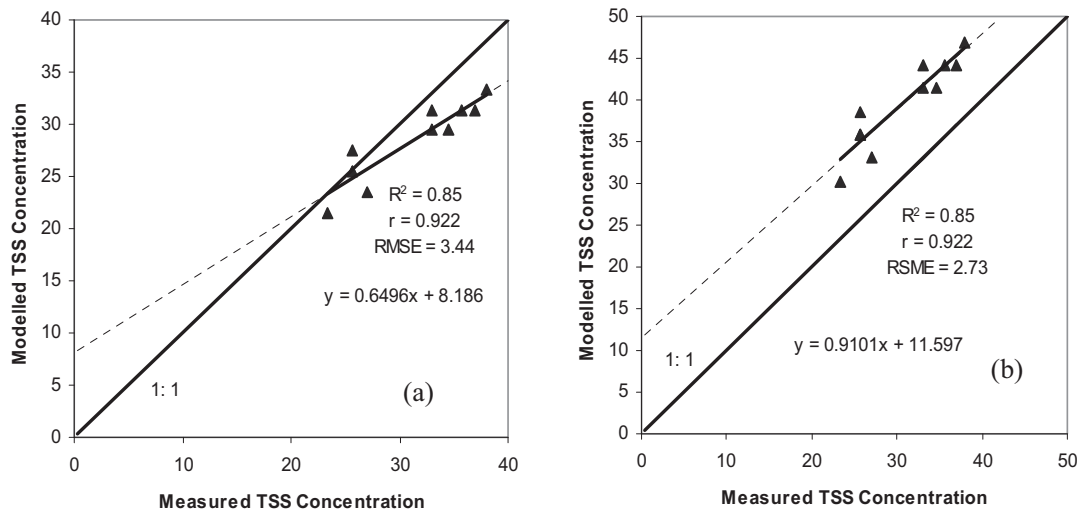 40
35
30
25
20
15
10
5
0
0
10
20
30
40
Modelled TSS Concentration
Measured TSS Concentration
(a)
R² = 0.85
r = 0.922
RMSE = 3.44
y = 0.6496x + 8.186
1: 1
(a)
50
45
40
35
30
25
20
15
10
5
0
0
10
20
30
40
50
Modelled TSS Concentration
Measured TSS Concentration
R² = 0.85
r = 0.922
RSME = 2.73
y = 0.9101x + 11.597
1: 1
(b)